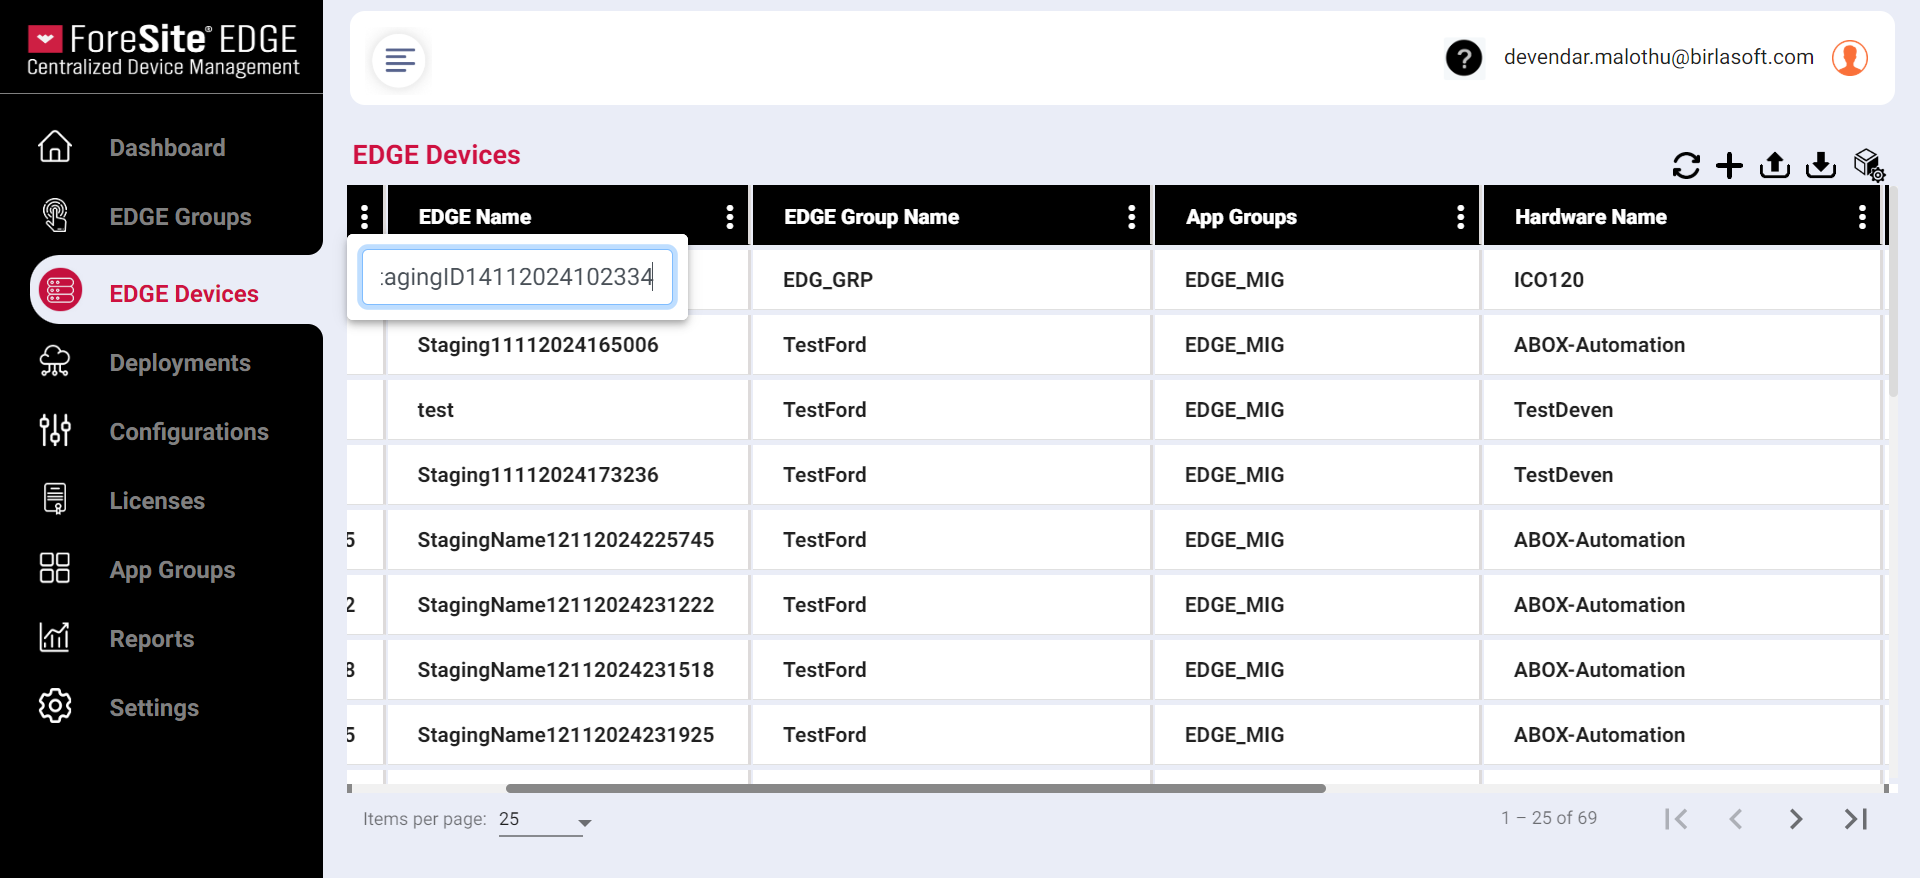 ForeSite® EDGE
Centralized Device Management
? devendar.malothu@birlasoft.com
Dashboard
EDGE Groups
EDGE Devices
Deployments
Configurations
Licenses
App Groups
Reports
Settings
EDGE Devices
EDGE Name EDGE Group Name App Groups Hardware Name
tagingID14112024102334 EDG_GRP EDGE_MIG ICO120
Staging11112024165006 TestFord EDGE_MIG ABOX-Automation
test TestFord EDGE_MIG TestDeven
Staging11112024173236 TestFord EDGE_MIG TestDeven
5 StagingName12112024225745 TestFord EDGE_MIG ABOX-Automation
2 StagingName12112024231222 TestFord EDGE_MIG ABOX-Automation
8 StagingName12112024231518 TestFord EDGE_MIG ABOX-Automation
5 StagingName12112024231925 TestFord EDGE_MIG ABOX-Automation
Items per page: 25 1 – 25 of 69